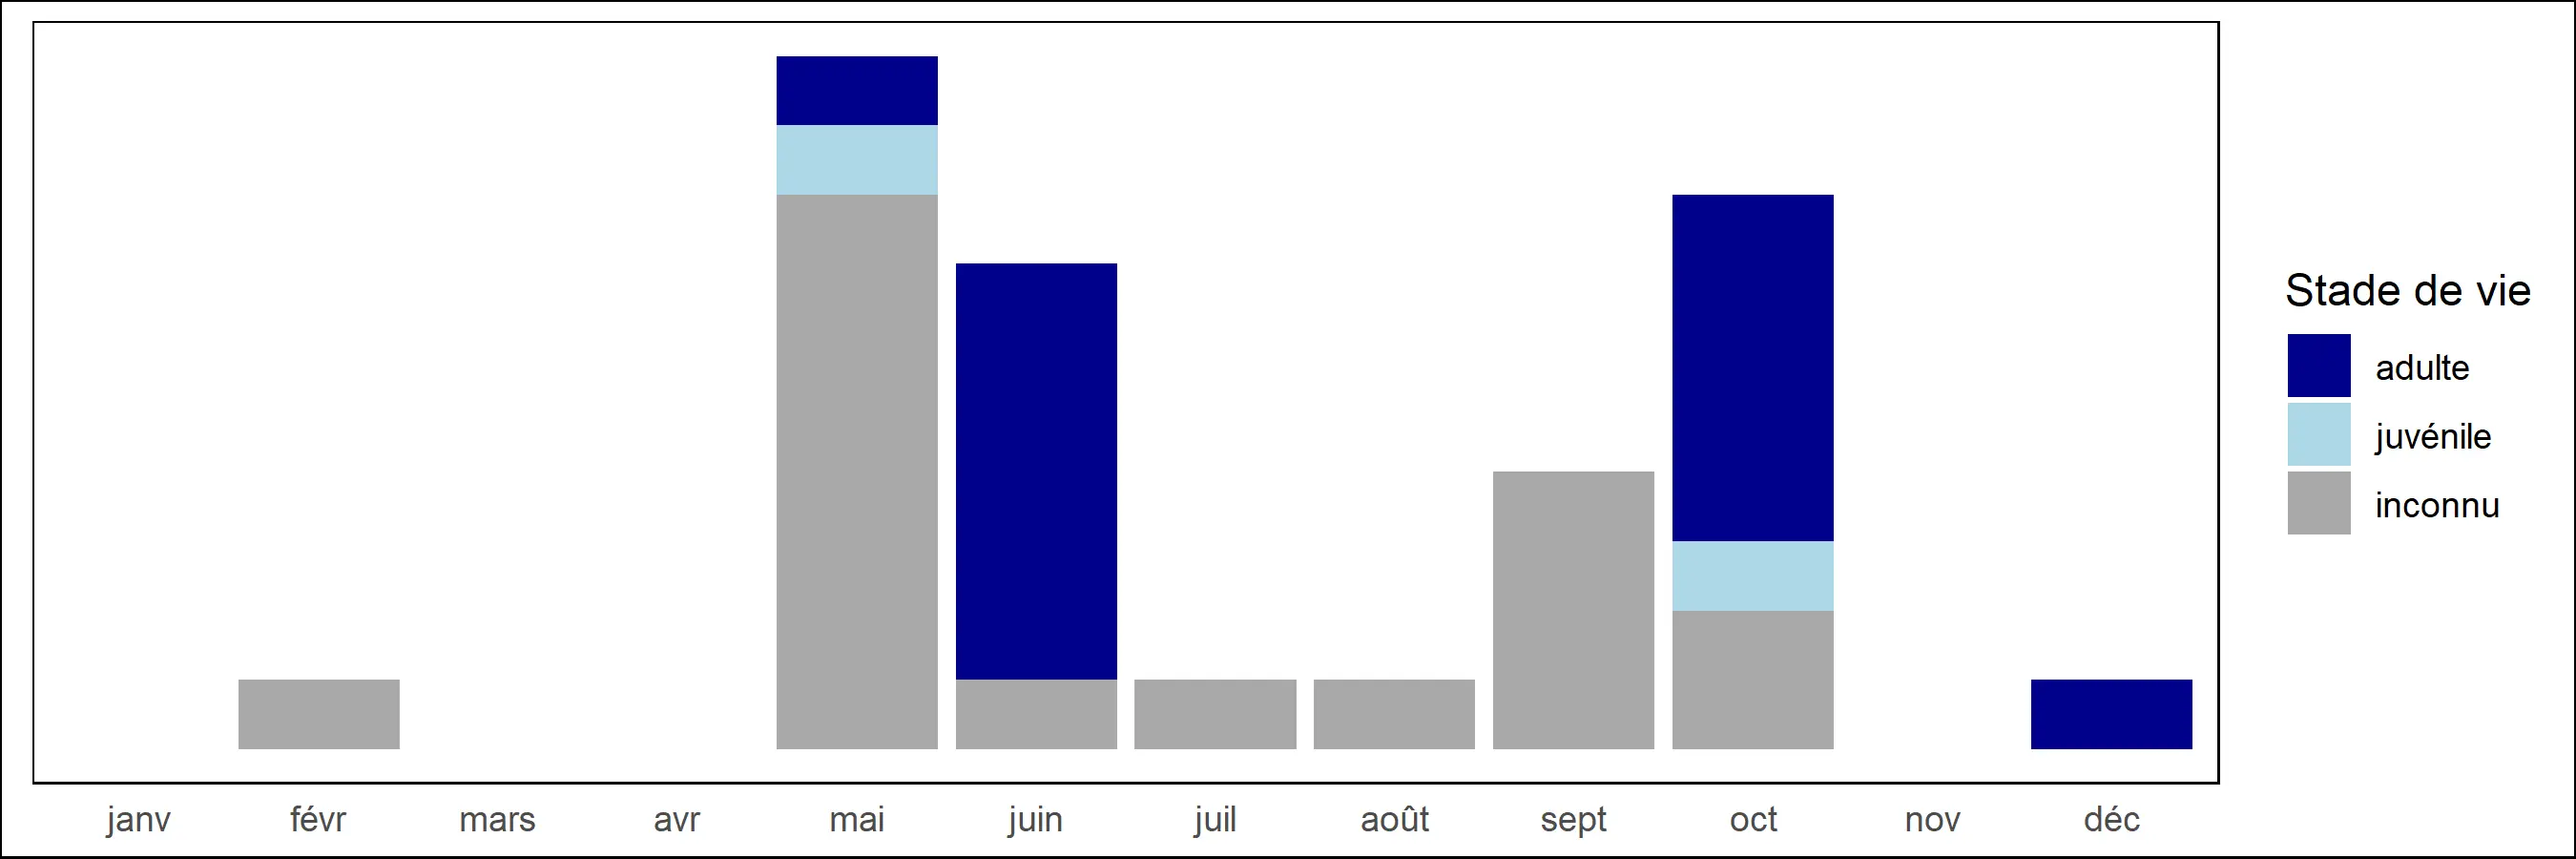 Stade de vie
adulte
juvénile
inconnu
janv févr mars avr mai juin juil août sept oct nov déc